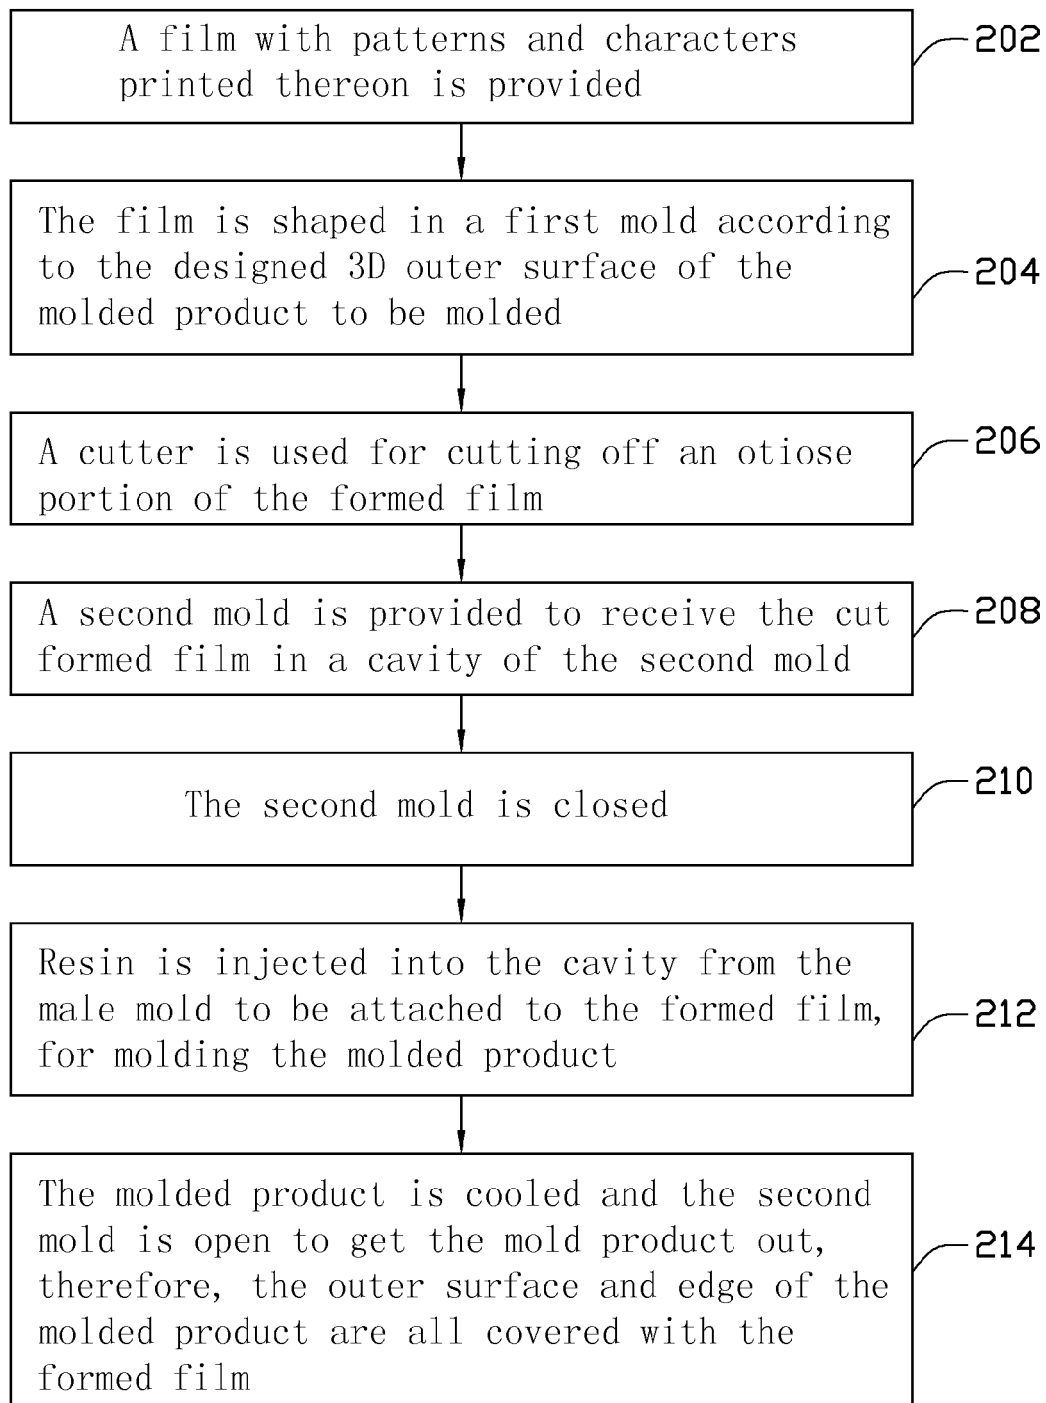 A film with patterns and characters
printed thereon is provided
202
The film is shaped in a first mold according
to the designed 3D outer surface of the
molded product to be molded
204
A cutter is used for cutting off an otiose
portion of the formed film
206
A second mold is provided to receive the cut
formed film in a cavity of the second mold
208
The second mold is closed
210
Resin is injected into the cavity from the
male mold to be attached to the formed film,
for molding the molded product
212
The molded product is cooled and the second
mold is open to get the mold product out,
therefore, the outer surface and edge of the
molded product are all covered with the
formed film
214